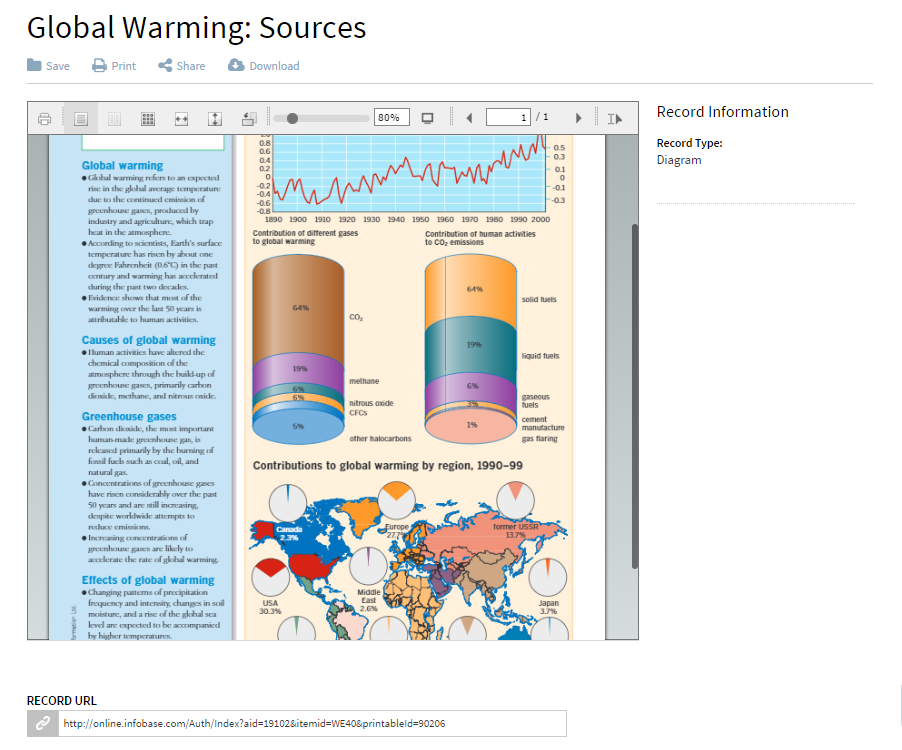 Global Warming: Sources
Save Print Share Download
80% 1 / 1
Record Information
Record Type:
Diagram
Global warming
● Global warming refers to an expected
rise in the global average temperature
due to the continued emission of
greenhouse gases, produced by
industry and agriculture, which trap
heat in the atmosphere.
● According to scientists, Earth's surface
temperature has risen by about one
degree Fahrenheit (0.6°C) in the past
century and warming has accelerated
during the past two decades.
● Evidence shows that most of the
warming over the last 50 years is
attributable to human activities.
Causes of global warming
● Human activities have altered the
chemical composition of the
atmosphere through the build-up of
greenhouse gases, primarily carbon
dioxide, methane, and nitrous oxide.
Greenhouse gases
● Carbon dioxide, the most important
human-made greenhouse gas, is
released primarily by the burning of
fossil fuels such as coal, oil, and
natural gas.
● Concentrations of greenhouse gases
have risen considerably over the past
50 years and are still increasing,
despite worldwide attempts to
reduce emissions.
● Increasing concentrations of
greenhouse gases are likely to
accelerate the rate of global warming.
Effects of global warming
● Changing patterns of precipitation
frequency and intensity, changes in soil
moisture, and a rise of the global sea
level are expected to be accompanied
by higher temperatures.
0.8
0.6
0.4
0.2
0
-0.2
-0.4
-0.6
-0.8
0.5
0.3
0.1
0
-0.1
-0.3
1890 1900 1910 1920 1930 1940 1950 1960 1970 1980 1990 2000
Contribution of different gases
to global warming
64%
CO₂
19%
methane
6%
nitrous oxide
6%
CFCs
5%
other halocarbons
Contribution of human activities
to CO₂ emissions
64%
solid fuels
19%
liquid fuels
6%
gaseous
fuels
3%
cement
manufacture
1%
gas flaring
Contributions to global warming by region, 1990–99
Canada
2.3%
Europe
27.7%
former USSR
13.7%
USA
30.3%
Middle
East
2.6%
Japan
3.7%
RECORD URL
http://online.infobase.com/Auth/Index?aid=19102&itemid=WE40&printableId=90206